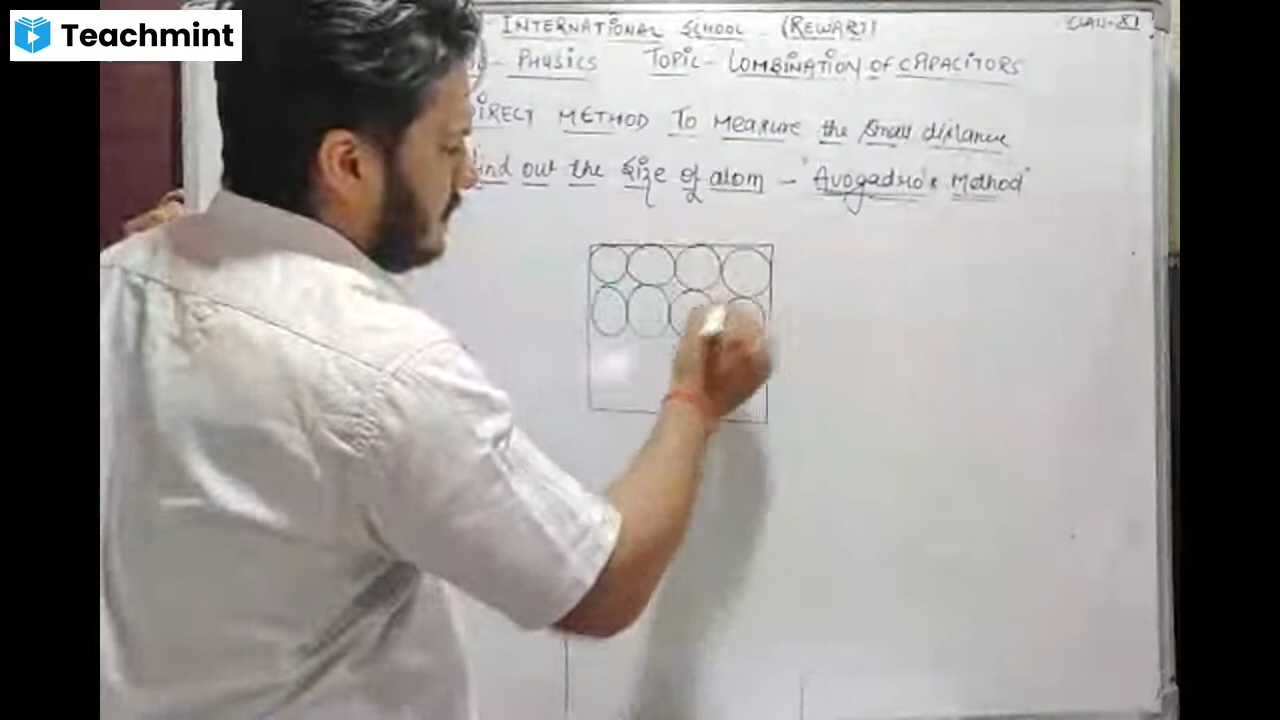 Teachmint
INTERNATIONAL SCHOOL (REWARI)
CLASS-XI
- PHYSICS TOPIC - COMBINATION OF CAPACITORS
DIRECT METHOD TO Measure the Small distance
find out the Size of atom - "Avogadro's Method"